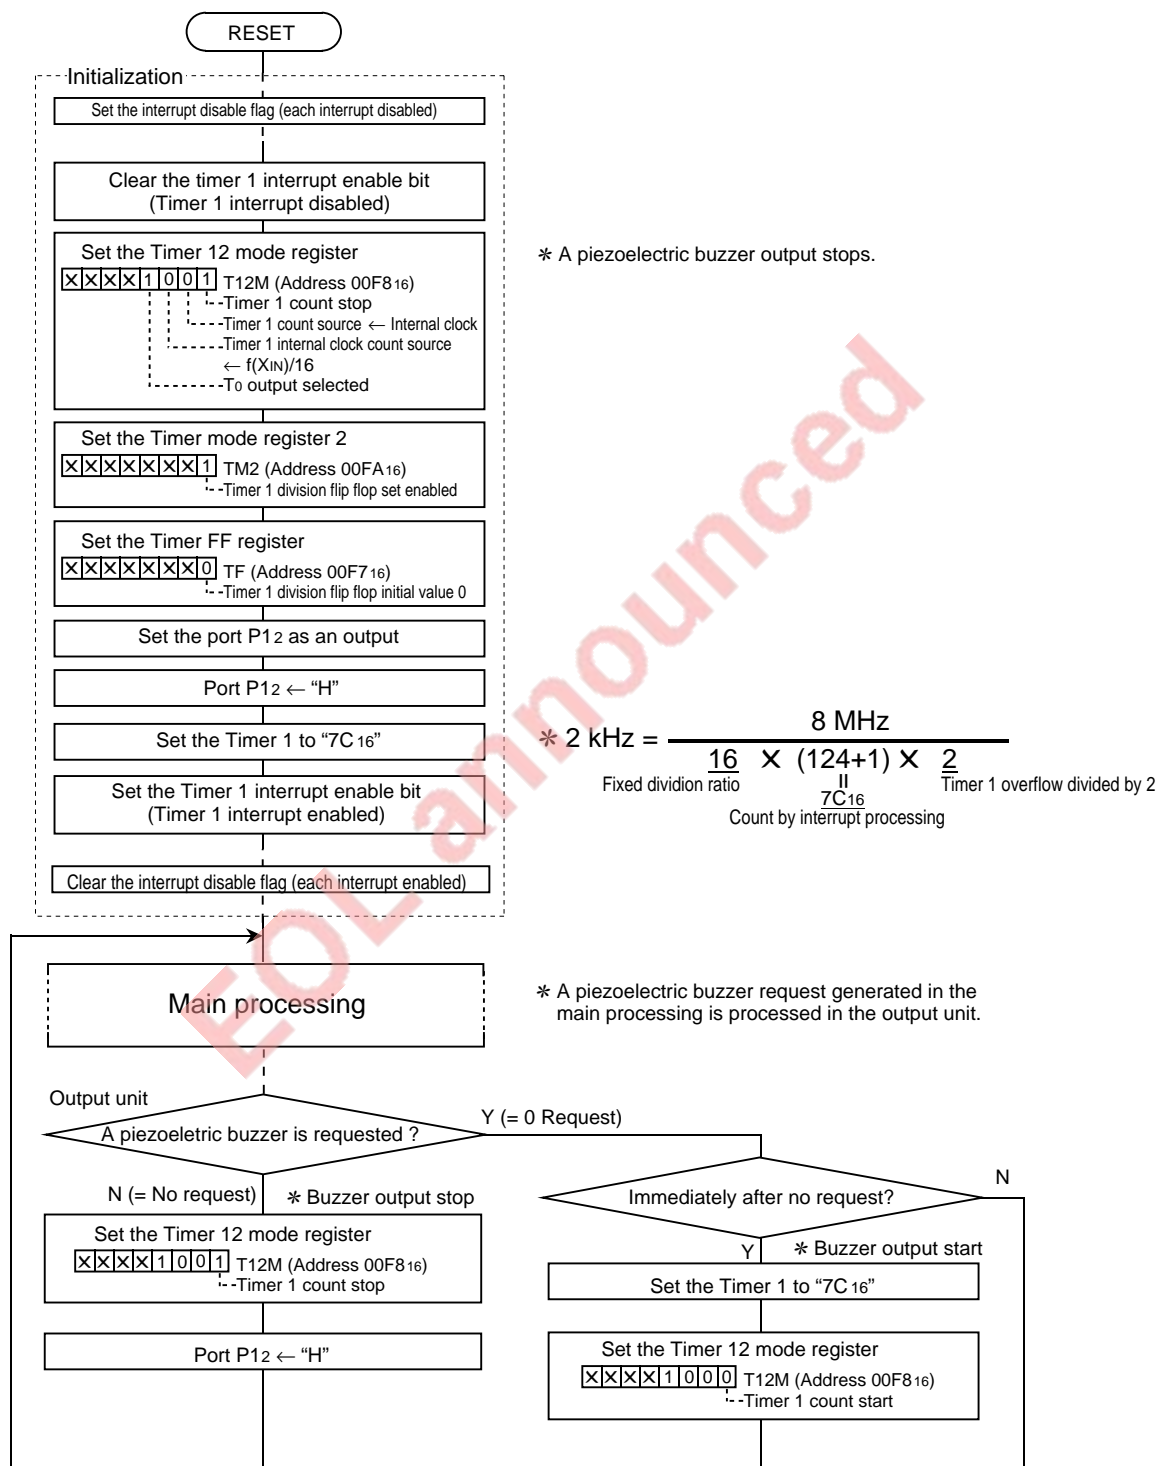 RESET
Initialization
Set the interrupt disable flag (each interrupt disabled)
Clear the timer 1 interrupt enable bit
(Timer 1 interrupt disabled)
Set the Timer 12 mode register
✕✕✕✕1001 T12M (Address 00F816)
Timer 1 count stop
Timer 1 count source ← Internal clock
Timer 1 internal clock count source
← f(XIN)/16
T0 output selected
* A piezoelectric buzzer output stops.
Set the Timer mode register 2
✕✕✕✕✕✕✕1 TM2 (Address 00FA16)
Timer 1 division flip flop set enabled
Set the Timer FF register
✕✕✕✕✕✕✕0 TF (Address 00F716)
Timer 1 division flip flop initial value 0
Set the port P12 as an output
Port P12 ← “H”
Set the Timer 1 to “7C16”
Set the Timer 1 interrupt enable bit
(Timer 1 interrupt enabled)
Clear the interrupt disable flag (each interrupt enabled)
* 2 kHz =
8 MHz
16 ✕ (124+1) ✕ 2
Fixed dividion ratio
=
7C16
Timer 1 overflow divided by 2
Count by interrupt processing
Main processing
* A piezoelectric buzzer request generated in the
main processing is processed in the output unit.
Output unit
A piezoeletric buzzer is requested ?
Y (= 0 Request)
N (= No request)
* Buzzer output stop
Set the Timer 12 mode register
✕✕✕✕1001 T12M (Address 00F816)
Timer 1 count stop
Port P12 ← “H”
Immediately after no request?
N
Y
* Buzzer output start
Set the Timer 1 to “7C16”
Set the Timer 12 mode register
✕✕✕✕1000 T12M (Address 00F816)
Timer 1 count start
EOL announced